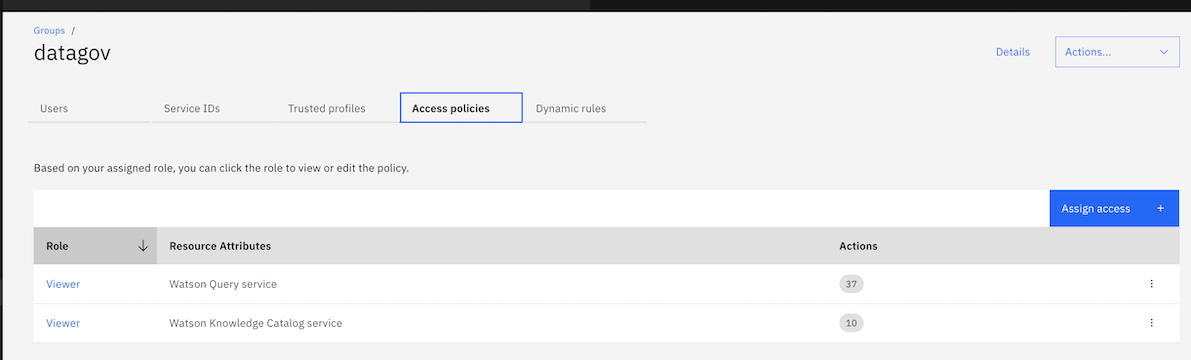 Groups /
datagov
Details
Actions...
Users
Service IDs
Trusted profiles
Access policies
Dynamic rules
Based on your assigned role, you can click the role to view or edit the policy.
Assign access +
Role
Resource Attributes
Actions
Viewer
Watson Query service
37
Viewer
Watson Knowledge Catalog service
10